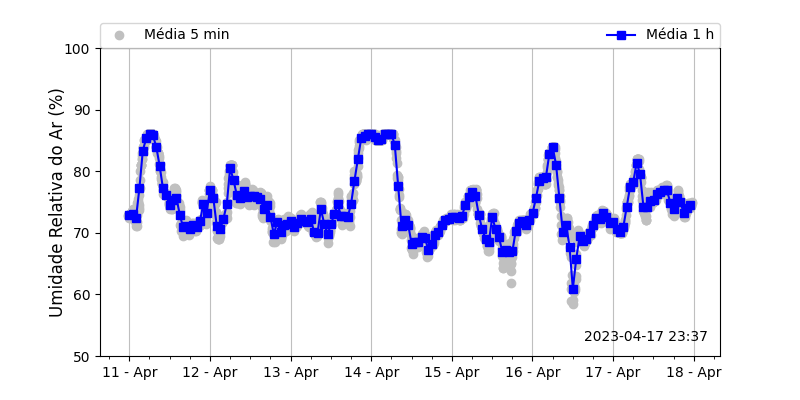 Média 5 min
Média 1 h
Umidade Relativa do Ar (%)
100
90
80
70
60
50
2023-04-17 23:37
11 - Apr
12 - Apr
13 - Apr
14 - Apr
15 - Apr
16 - Apr
17 - Apr
18 - Apr